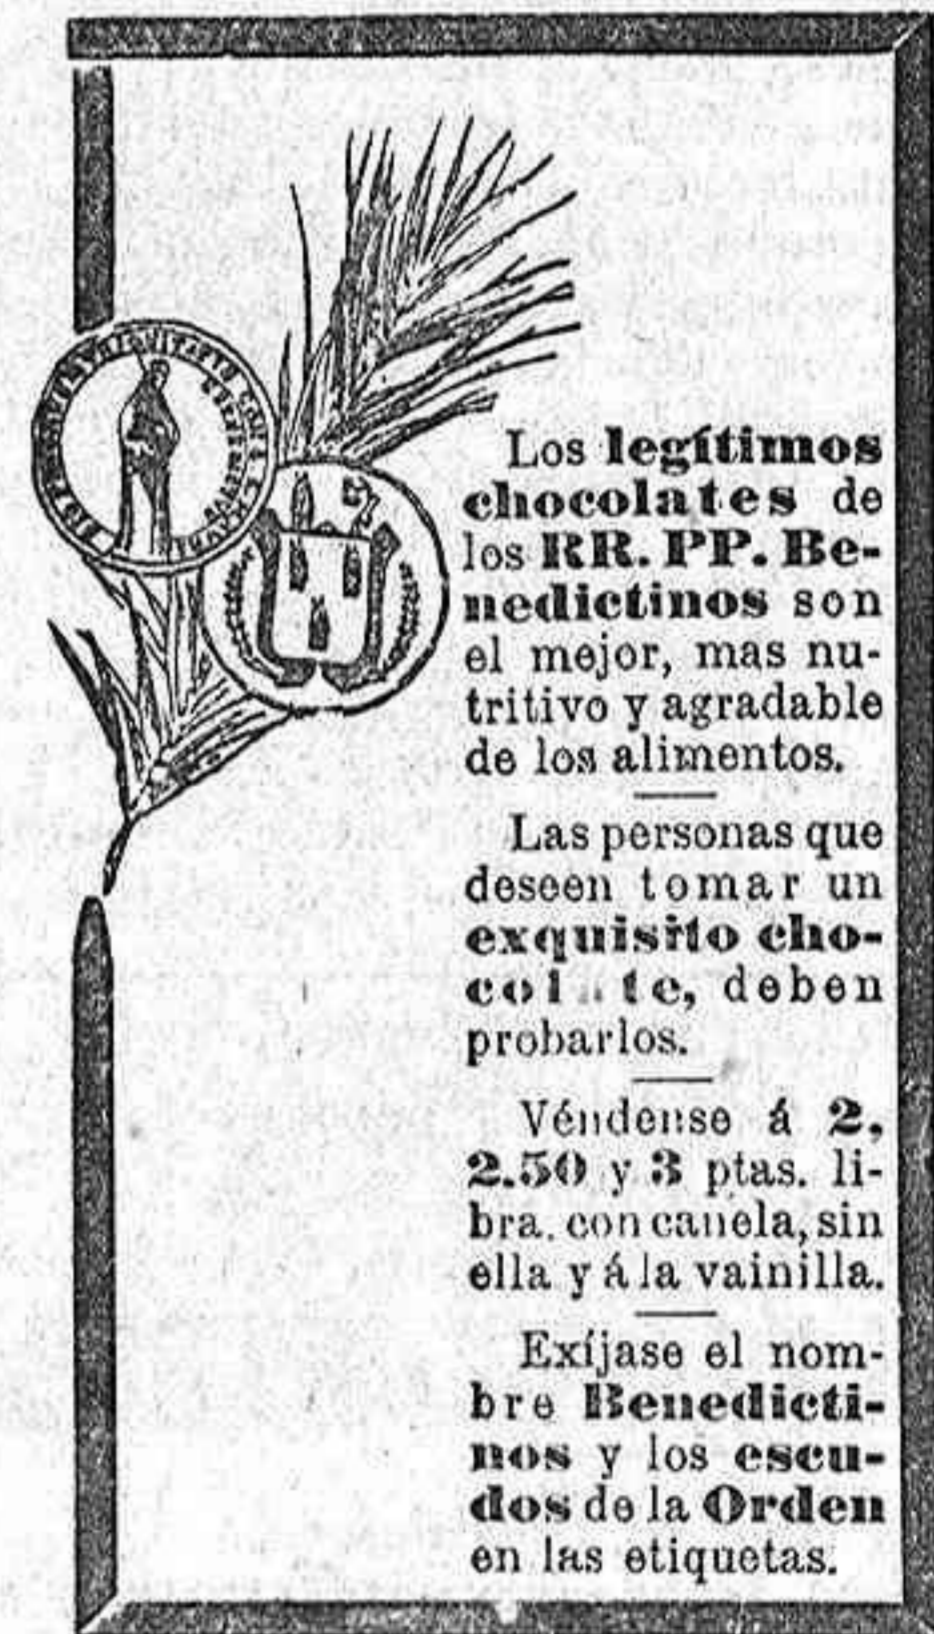 Los legítimos
chocolates de
los RR. PP. Be-
nedictinos son
el mejor, mas nu-
tritivo y agradable
de los alimentos.
Las personas que
deseen tomar un
exquisito cho-
colate, deben
probarlos.
Véndense á 2,
2.50 y 3 ptas. li-
bra. con canela, sin
ella y á la vainilla.
Exíjase el nom-
bre Benedicti-
nos y los escu-
dos de la Orden
en las etiquetas.